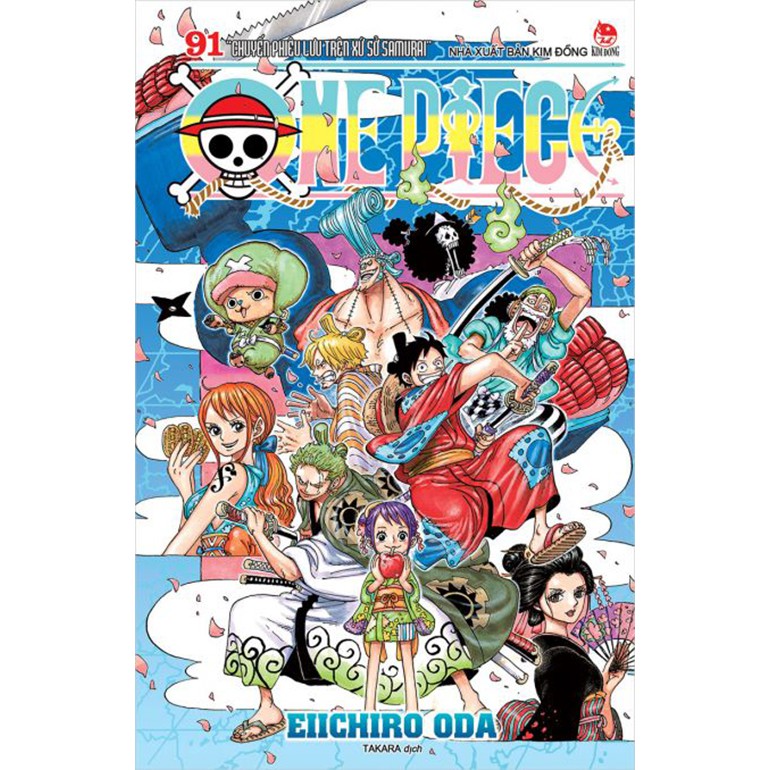 91 "CHUYẾN PHIÊU LƯU TRÊN XỨ SỞ SAMURAI" NHÀ XUẤT BẢN KIM ĐỒNG
KIM ĐỒNG
ONE PIECE
EIICHIRO ODA
TAKARA dịch